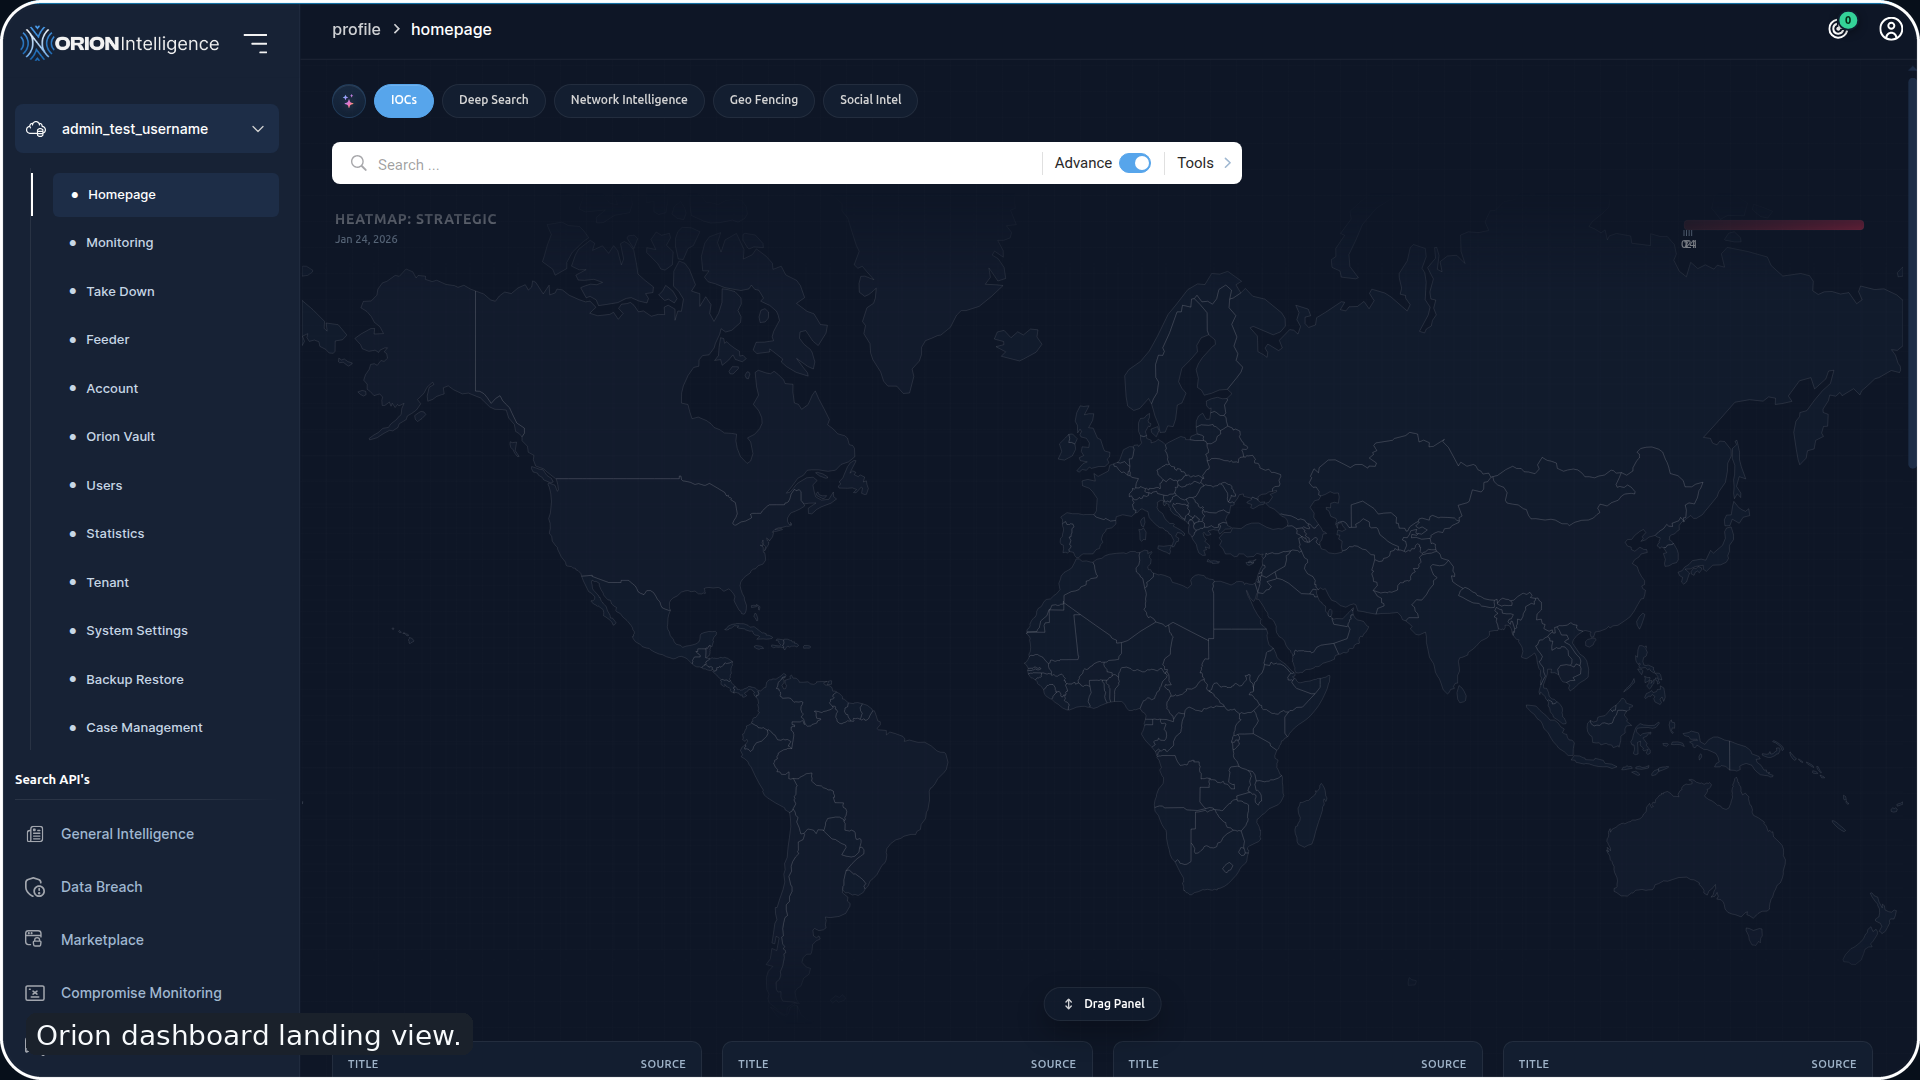 ORIONIntelligence
admin_test_username
Homepage
Monitoring
Take Down
Feeder
Account
Orion Vault
Users
Statistics
Tenant
System Settings
Backup Restore
Case Management
Search API's
General Intelligence
Data Breach
Marketplace
Compromise Monitoring
profile > homepage
0
IOCs
Deep Search
Network Intelligence
Geo Fencing
Social Intel
Search ...
Advance
Tools
HEATMAP: STRATEGIC
Jan 24, 2026
Drag Panel
TITLE SOURCE
TITLE SOURCE
TITLE SOURCE
TITLE SOURCE
Orion dashboard landing view.